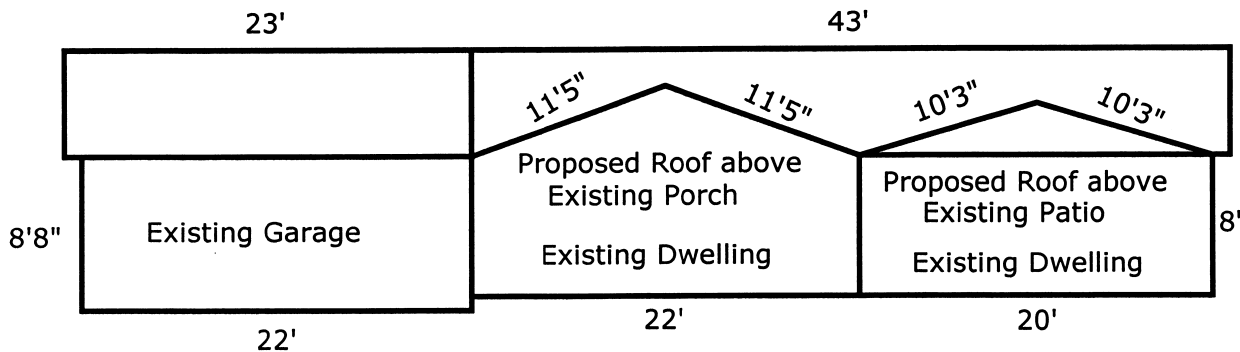 23'
43'
11'5"
11'5"
10'3"
10'3"
Proposed Roof above
Existing Porch
Proposed Roof above
Existing Patio
8'8"
Existing Garage
8'
Existing Dwelling
Existing Dwelling
22'
22'
20'